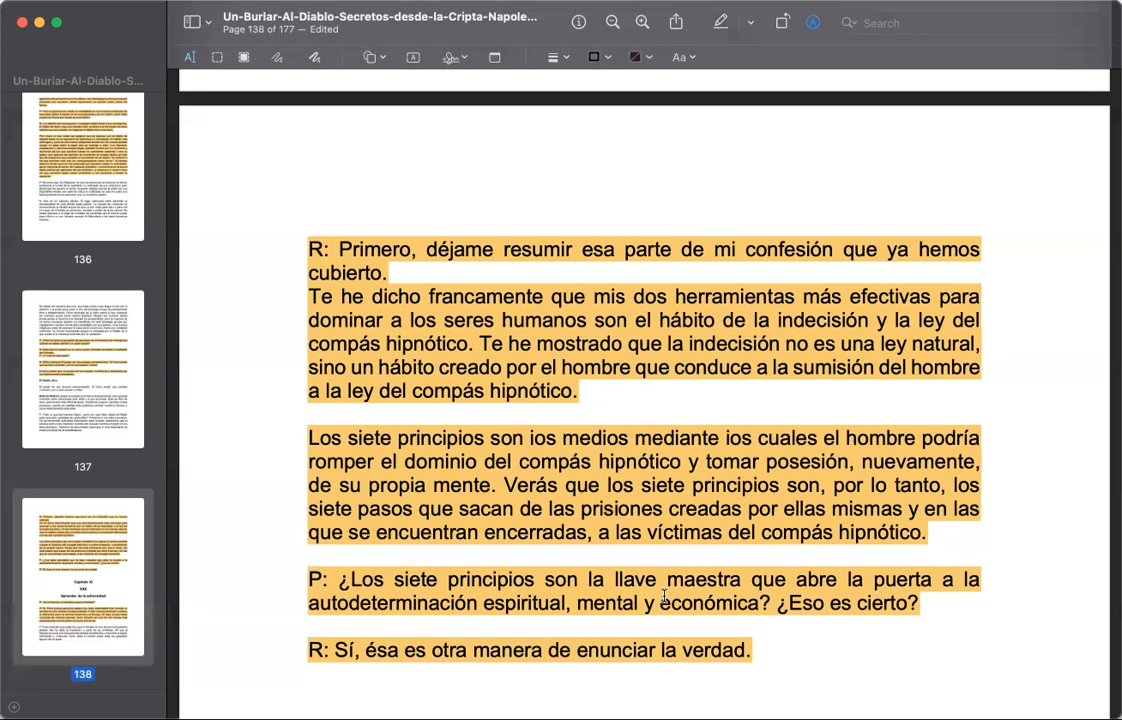 Un-Burlar-Al-Diablo-Secretos-desde-la-Cripta-Napole...
Page 138 of 177 — Edited
Search
Aa
Un-Burlar-Al-Diablo-S...
136
137
Capítulo XI
Aprender de la adversidad
138
R: Primero, déjame resumir esa parte de mi confesión que ya hemos
cubierto.
Te he dicho francamente que mis dos herramientas más efectivas para
dominar a los seres humanos son el hábito de la indecisión y la ley del
compás hipnótico. Te he mostrado que la indecisión no es una ley natural,
sino un hábito creado por el hombre que conduce a la sumisión del hombre
a la ley del compás hipnótico.
Los siete principios son ios medios mediante ios cuales el hombre podría
romper el dominio del compás hipnótico y tomar posesión, nuevamente,
de su propia mente. Verás que los siete principios son, por lo tanto, los
siete pasos que sacan de las prisiones creadas por ellas mismas y en las
que se encuentran encerradas, a las víctimas del compás hipnótico.
P: ¿Los siete principios son la llave maestra que abre la puerta a la
autodeterminación espiritual, mental y económica? ¿Eso es cierto?
R: Sí, ésa es otra manera de enunciar la verdad.